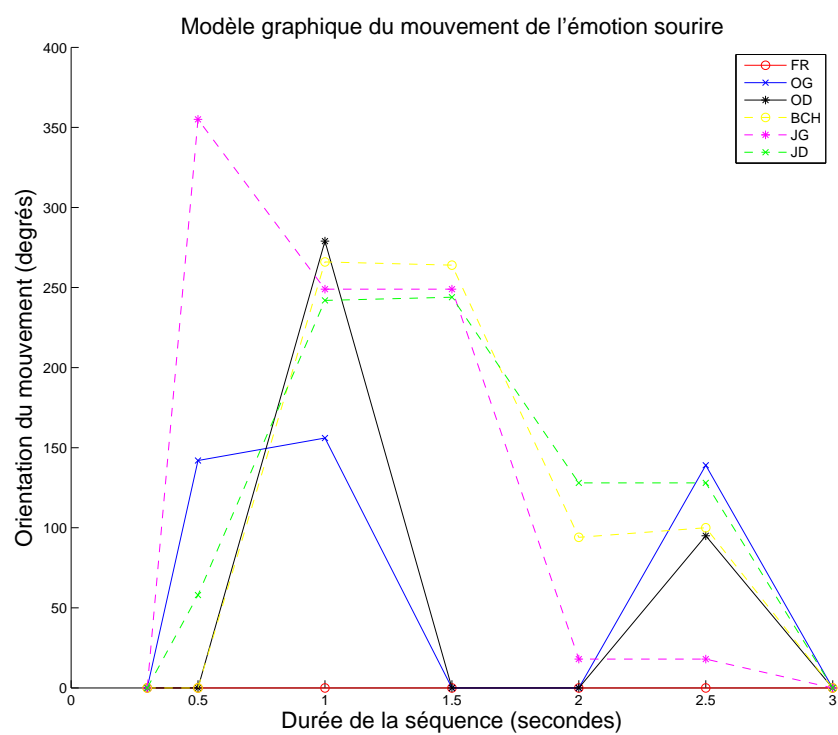 Modèle graphique du mouvement de l'émotion sourire
400
350
300
250
200
150
100
50
0
Orientation du mouvement (degrés)
FR
OG
OD
BCH
JG
JD
0 0.5 1 1.5 2 2.5 3
Durée de la séquence (secondes)